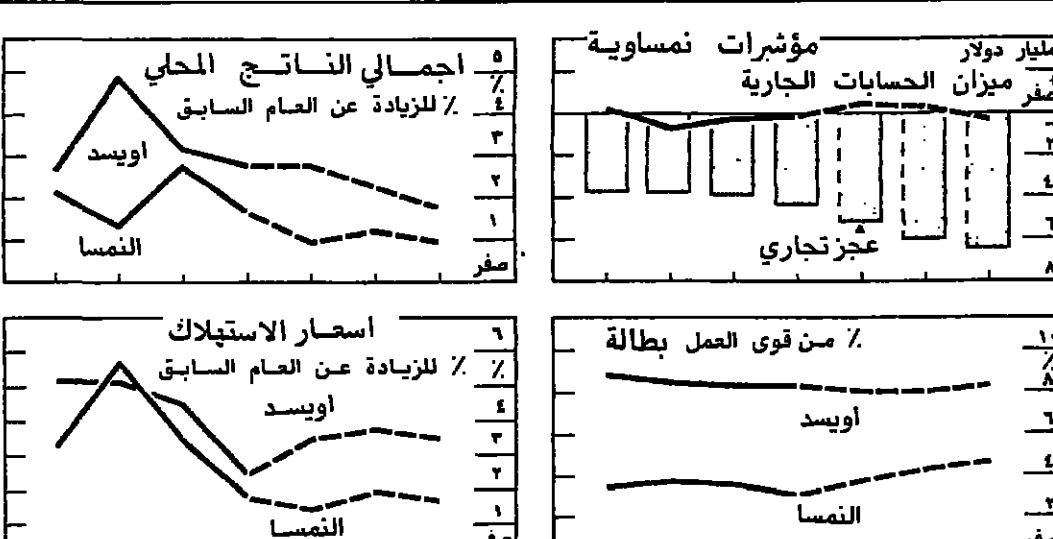 مؤشرات نمساوية
مليار دولار
ميزان الحسابات الجارية
صفر
٢
٤
٦
٨
عجز تجاري
اجمالي الناتج المحلي
٪ للزيادة عن العام السابق
٥
٪
٤
٣
٢
١
صفر
اويسد
النمسا
٪ من قوى العمل بطالة
١٠
٪
٨
٦
٤
٢
صفر
اويسد
النمسا
اسعار الاستهلاك
٪ للزيادة عن العام السابق
٦
٪
٤
٣
٢
١
صفر
اويسد
النمسا